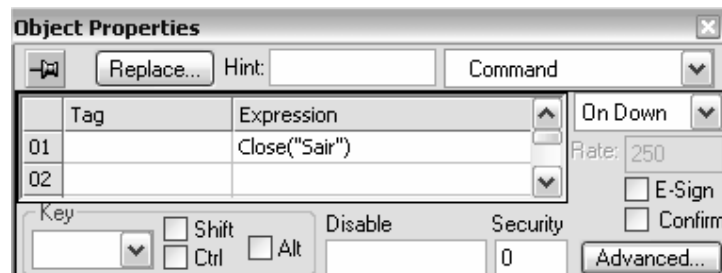 Object Properties
Replace... Hint: Command
Tag Expression On Down
01 Close("Sair") Rate: 250
02 E-Sign
Key Shift Disable Security Confirm
Ctrl Alt 0 Advanced...